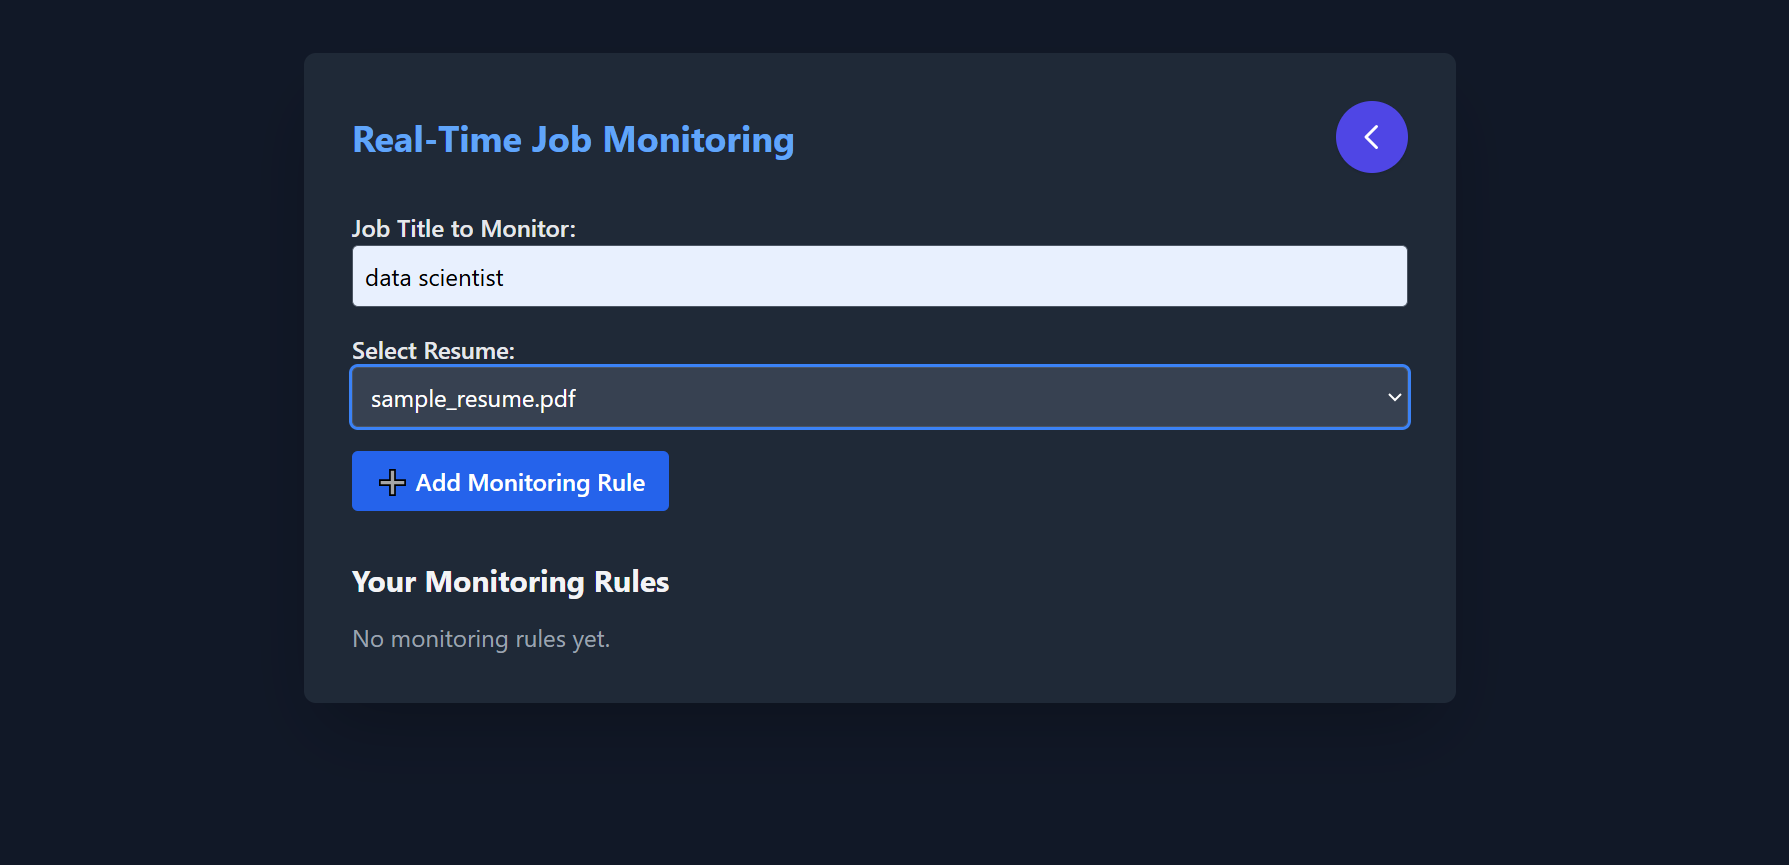 Real-Time Job Monitoring
Job Title to Monitor:
data scientist
Select Resume:
sample_resume.pdf
Add Monitoring Rule
Your Monitoring Rules
No monitoring rules yet.